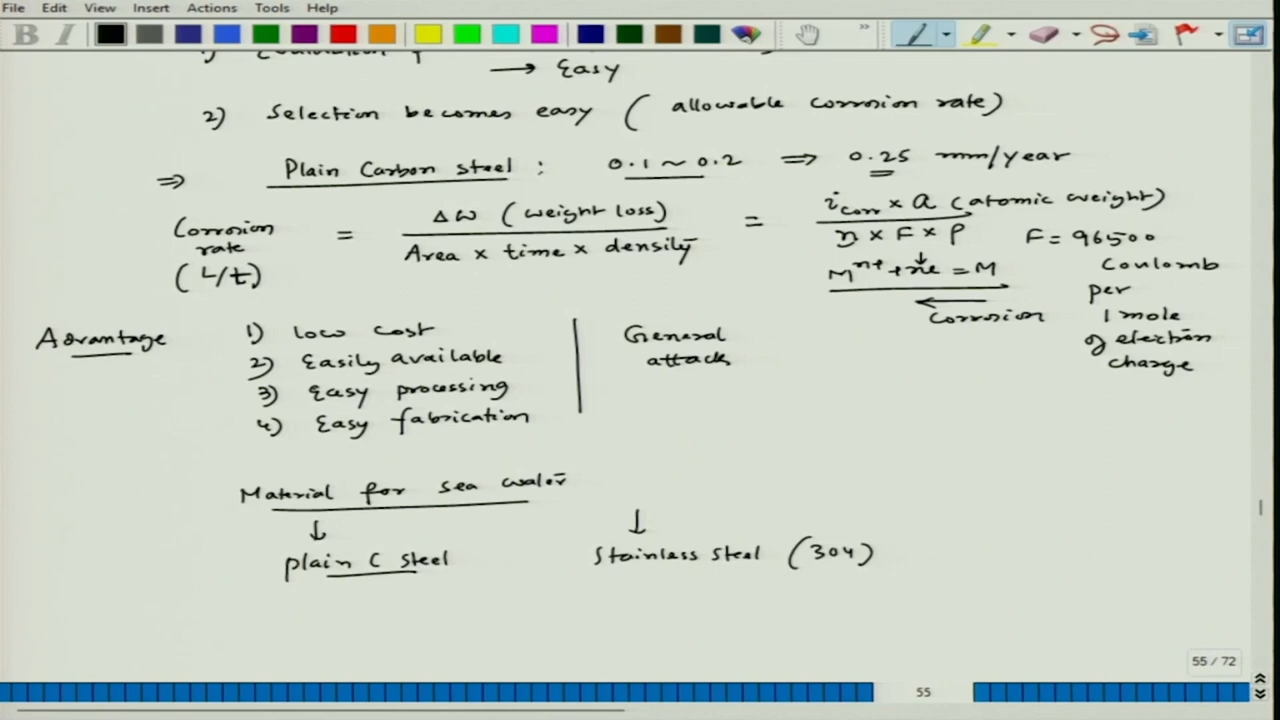 File Edit View Insert Actions Tools Help
B I
→ Easy
2) Selection becomes easy ( allowable corrosion rate)
⇒ Plain Carbon steel : 0.1 ~ 0.2 ⇒ 0.25 mm/year
Corrosion rate (L/t) = ΔW (weight loss) / Area × time × density = i corr × a (atomic weight) / n × F × ρ
F = 96500 Coulomb per 1 mole of electron charge
M^n+ + ne = M
← Corrosion
Advantage
1) Low cost
2) Easily available
3) Easy processing
4) Easy fabrication
General attack
Material for sea water
↓ ↓
plain C steel Stainless steel (304)
55 / 72
55